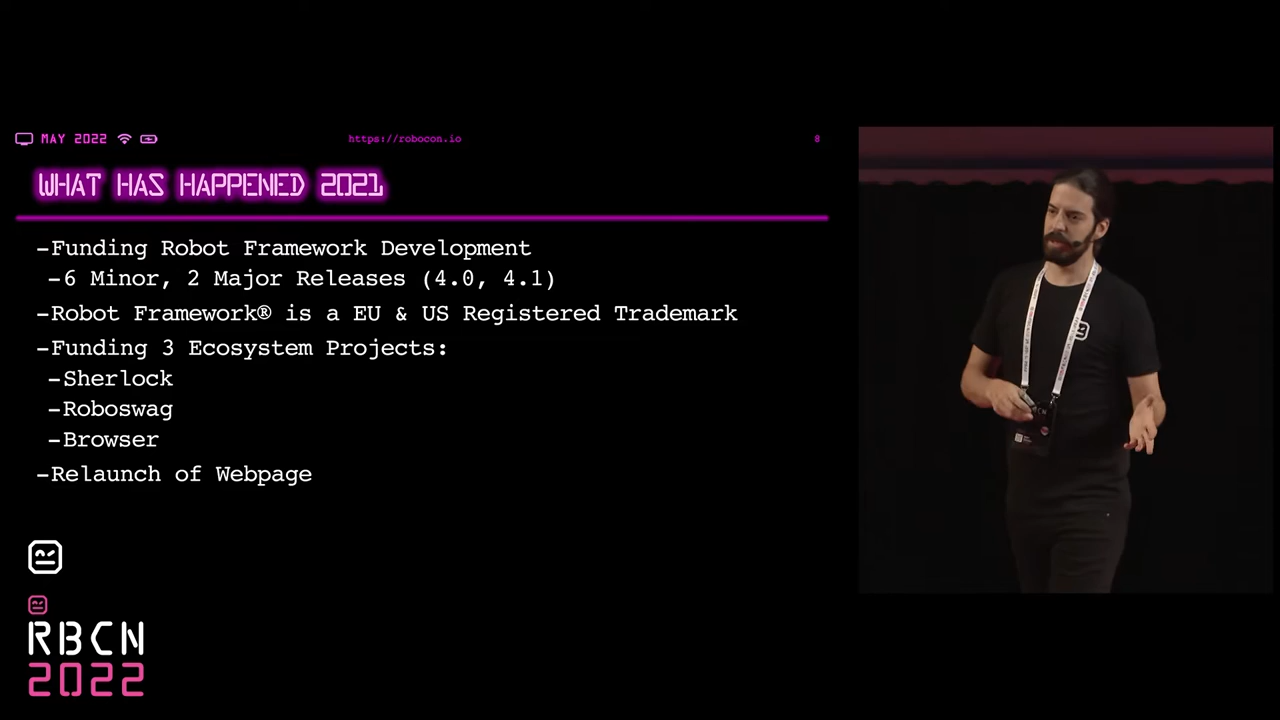 MAY 2022
https://robocon.io
8
WHAT HAS HAPPENED 2021
-Funding Robot Framework Development
-6 Minor, 2 Major Releases (4.0, 4.1)
-Robot Framework® is a EU & US Registered Trademark
-Funding 3 Ecosystem Projects:
-Sherlock
-Roboswag
-Browser
-Relaunch of Webpage
RBCN
2022